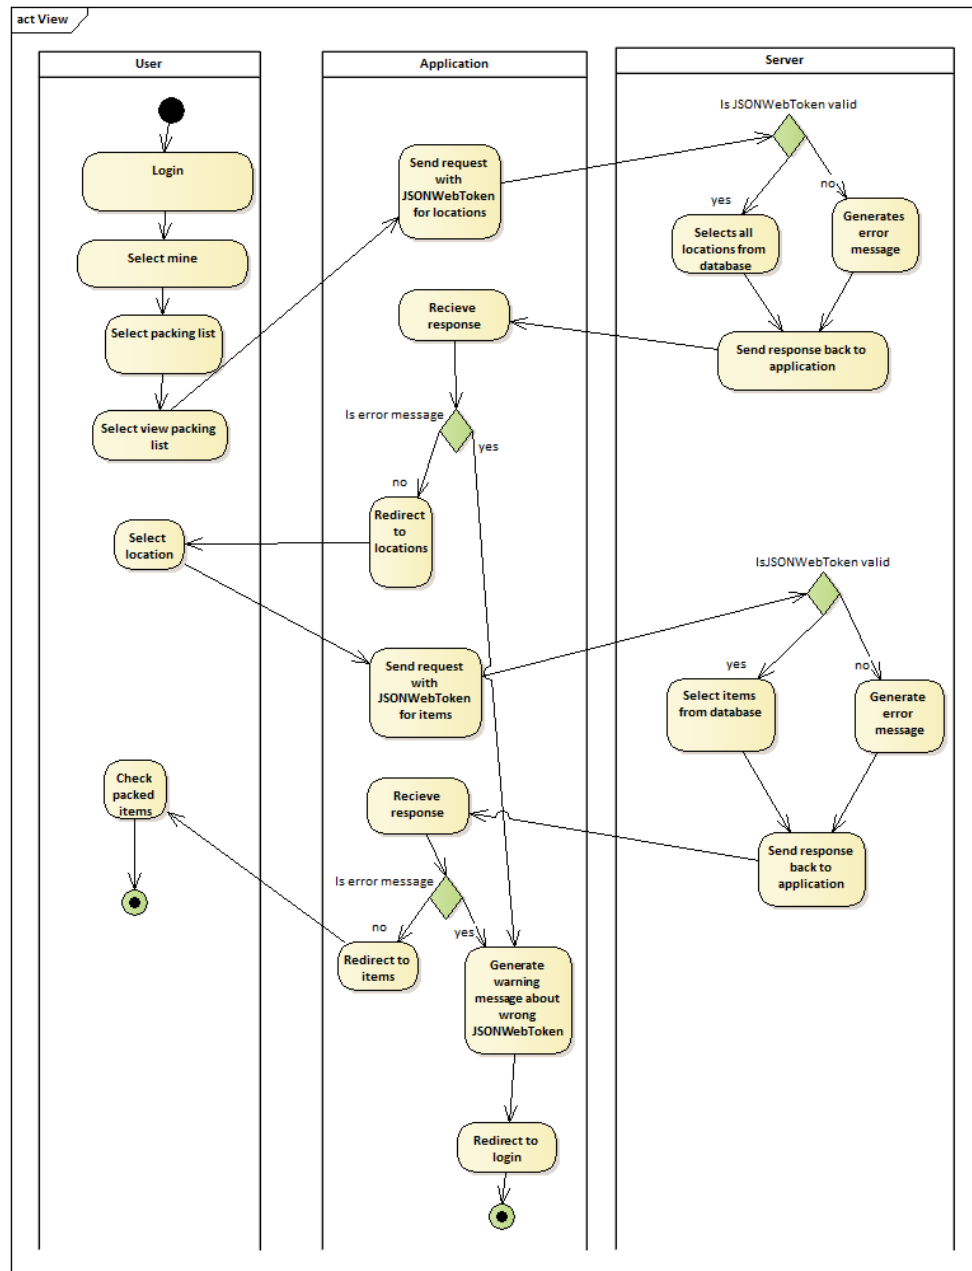 act View
User
Application
Server
Login
Select mine
Select packing list
Select view packing
list
Select
location
Check
packed
items
Send request
with
JSONWebToken
for locations
Recieve
response
Is error message
yes
no
Redirect
to
locations
Send request
with
JSONWebToken
for items
Recieve
response
Is error message
no
yes
Redirect to
items
Generate
warning
message about
wrong
JSONWebToken
Redirect to
login
Is JSONWebToken valid
yes
no
Selects all
locations from
database
Generates
error
message
Send response back to
application
IsJSONWebToken valid
yes
no
Select items
from database
Generate
error
message
Send response
back to
application